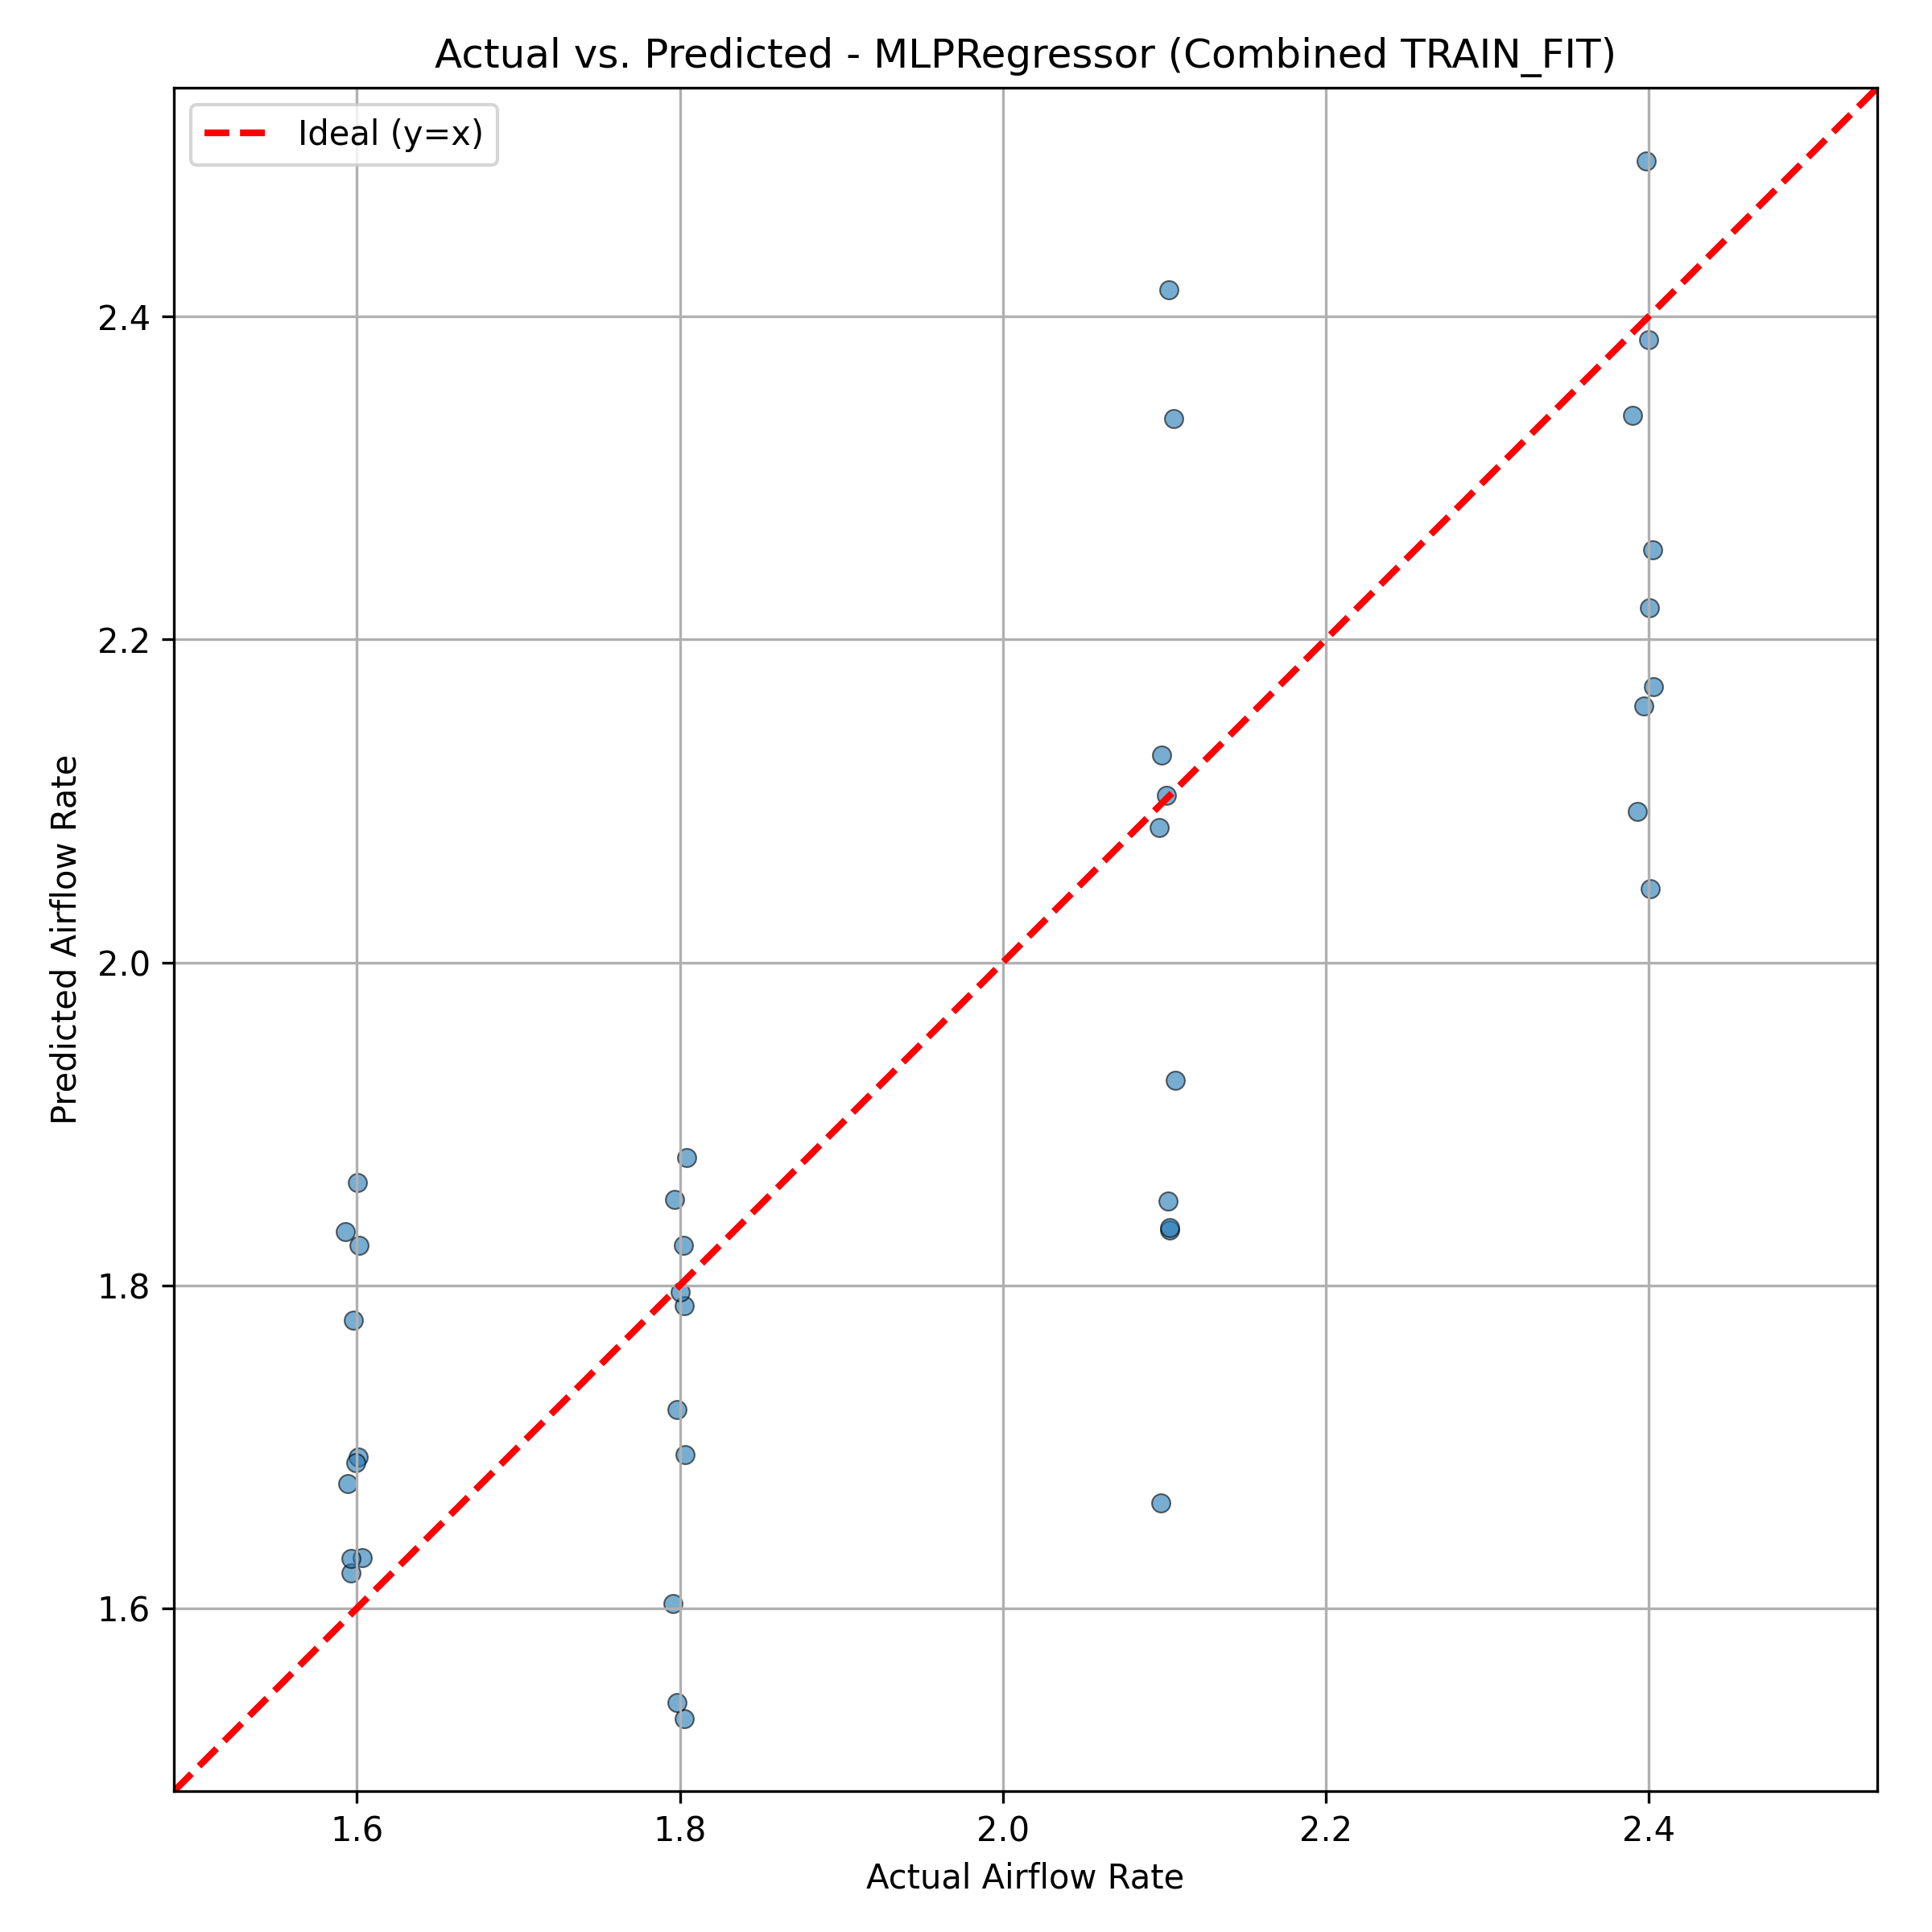 Actual vs. Predicted - MLPRegressor (Combined TRAIN_FIT)
Ideal (y=x)
Predicted Airflow Rate
2.4
2.2
2.0
1.8
1.6
1.6 1.8 2.0 2.2 2.4
Actual Airflow Rate